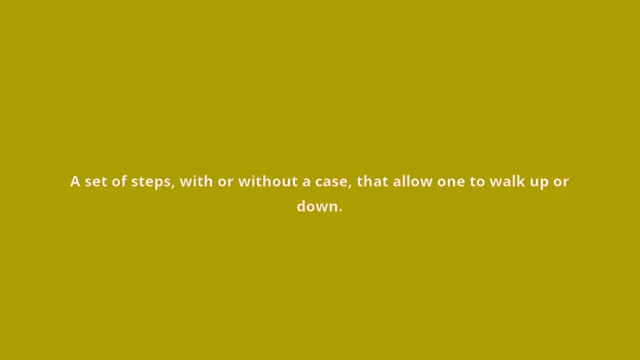 A set of steps, with or without a case, that allow one to walk up or
down.